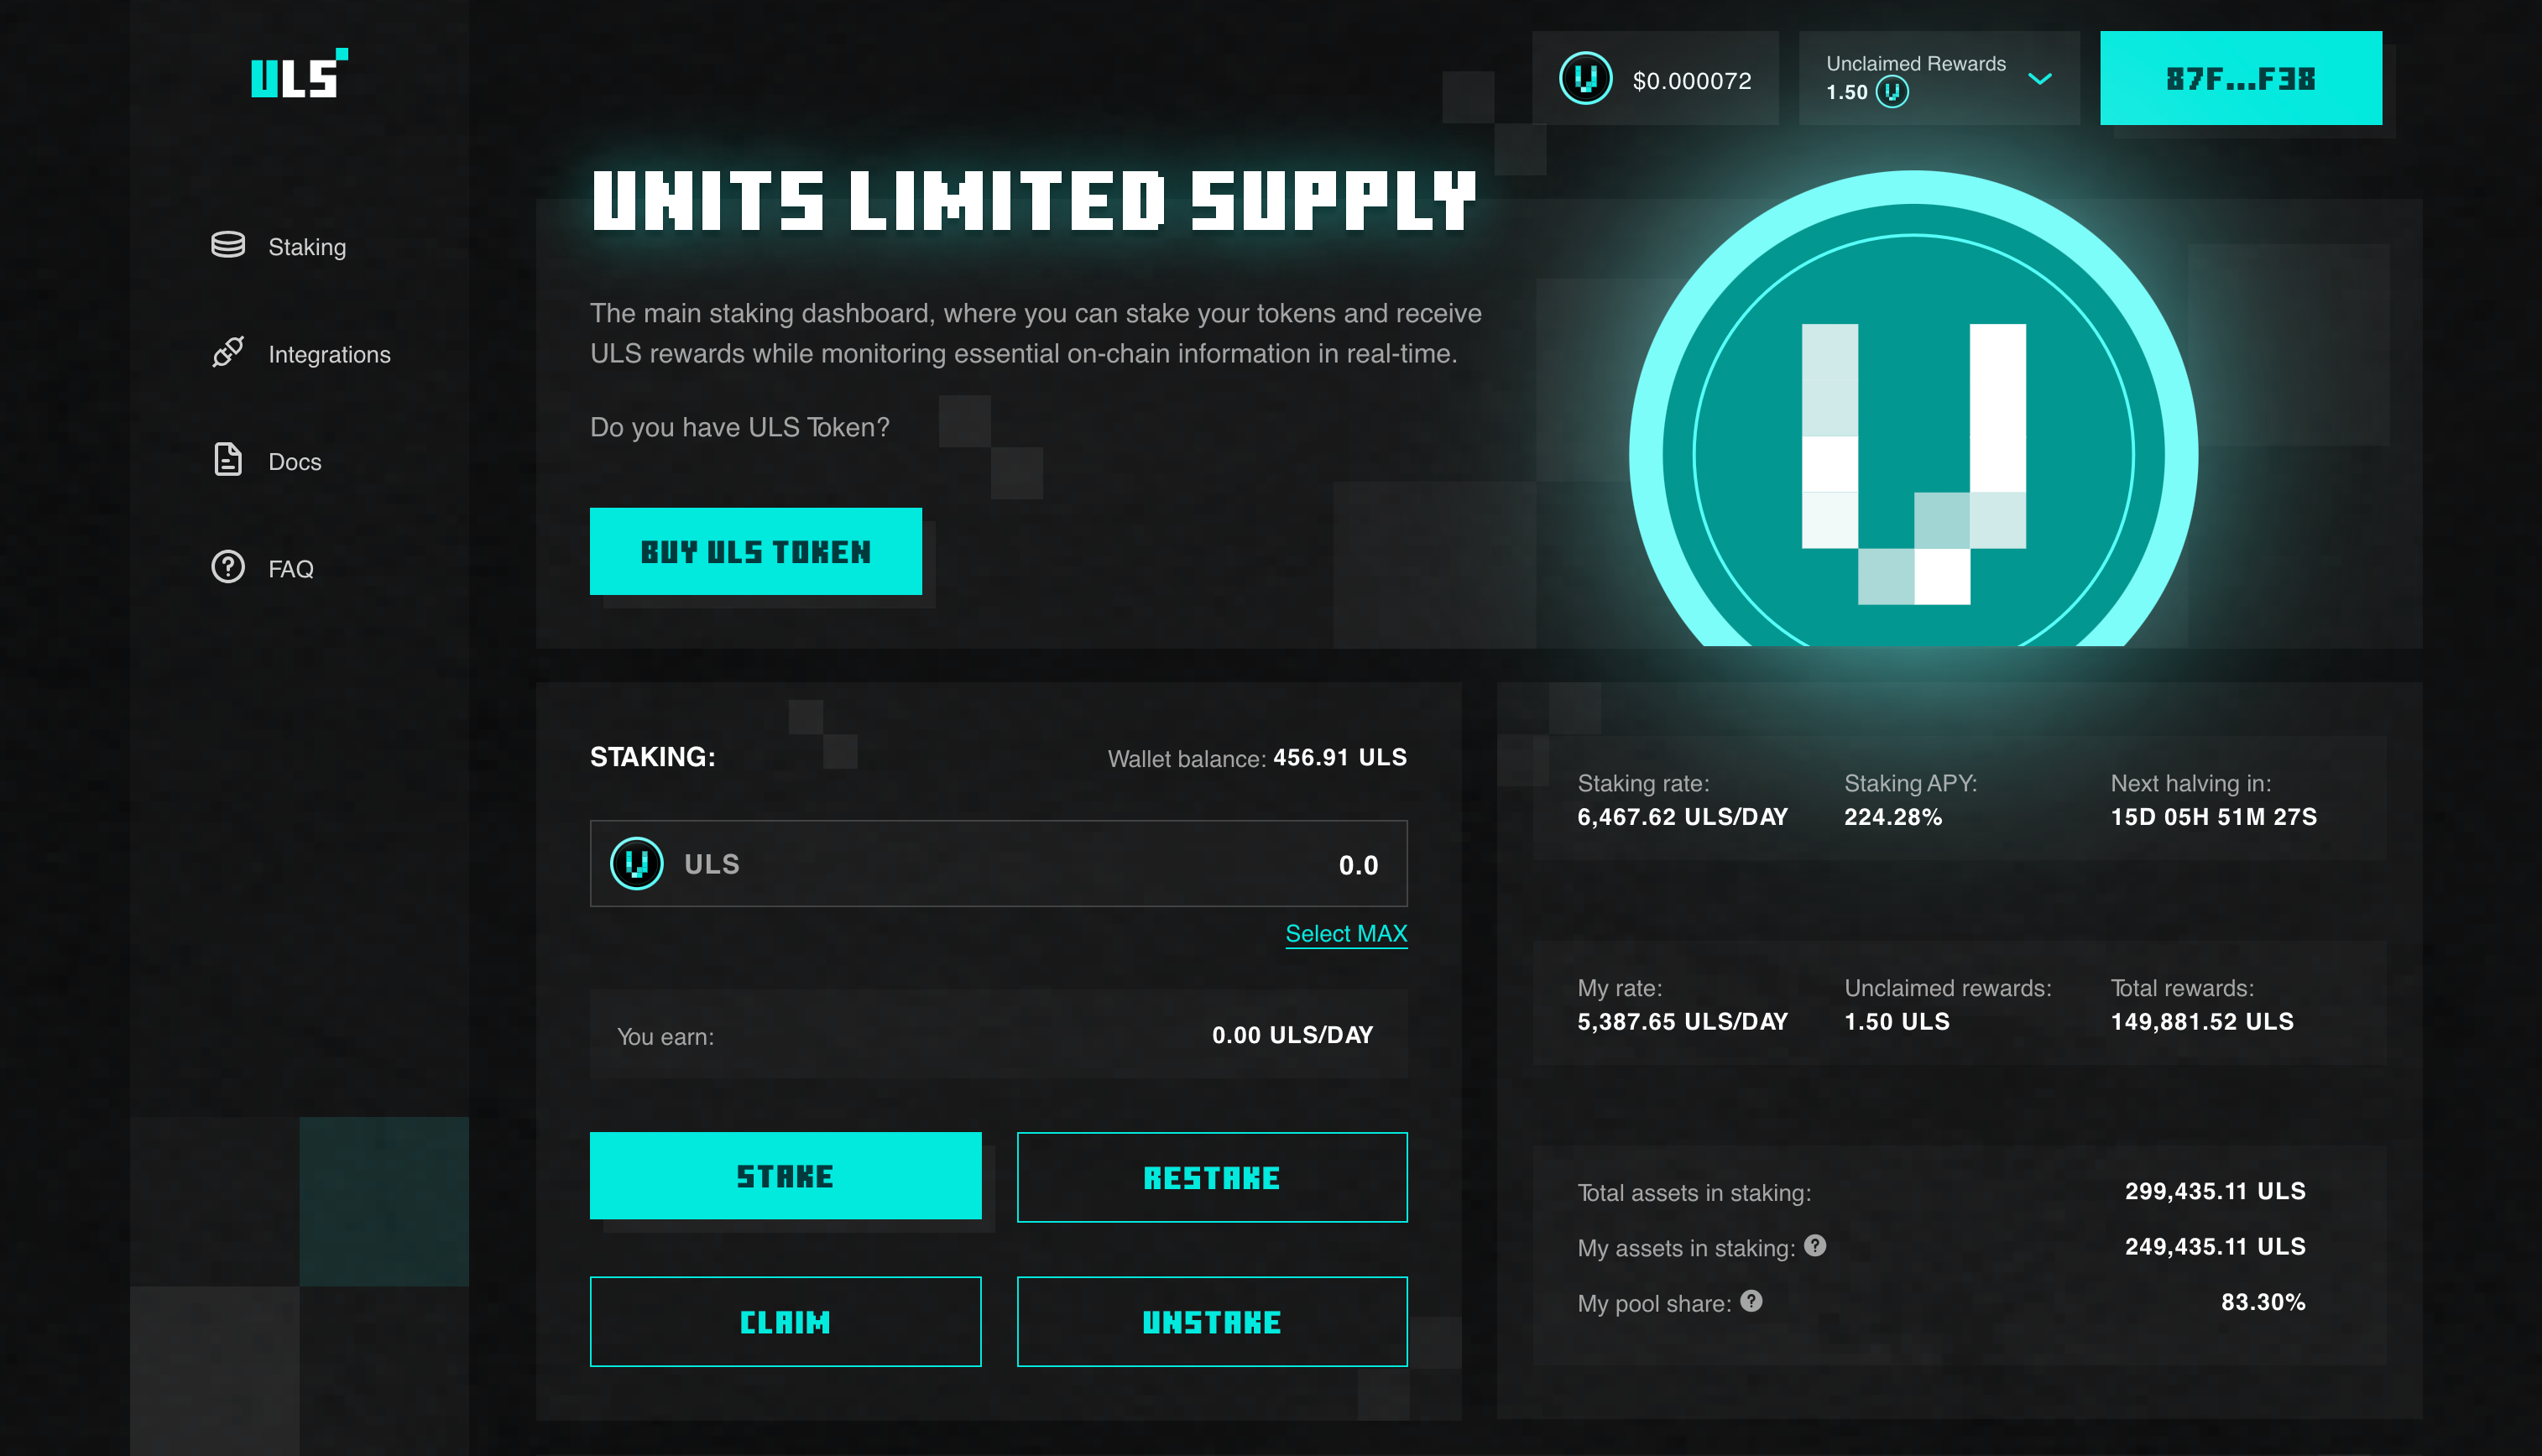 ULS
$0.000072
Unclaimed Rewards
1.50
87F...F38
Staking
Integrations
Docs
FAQ
UNITS LIMITED SUPPLY
The main staking dashboard, where you can stake your tokens and receive
ULS rewards while monitoring essential on-chain information in real-time.
Do you have ULS Token?
BUY ULS TOKEN
STAKING:
Wallet balance: 456.91 ULS
ULS
0.0
Select MAX
You earn:
0.00 ULS/DAY
STAKE
RESTAKE
CLAIM
UNSTAKE
Staking rate:
6,467.62 ULS/DAY
Staking APY:
224.28%
Next halving in:
15D 05H 51M 27S
My rate:
5,387.65 ULS/DAY
Unclaimed rewards:
1.50 ULS
Total rewards:
149,881.52 ULS
Total assets in staking:
299,435.11 ULS
My assets in staking:
249,435.11 ULS
My pool share:
83.30%